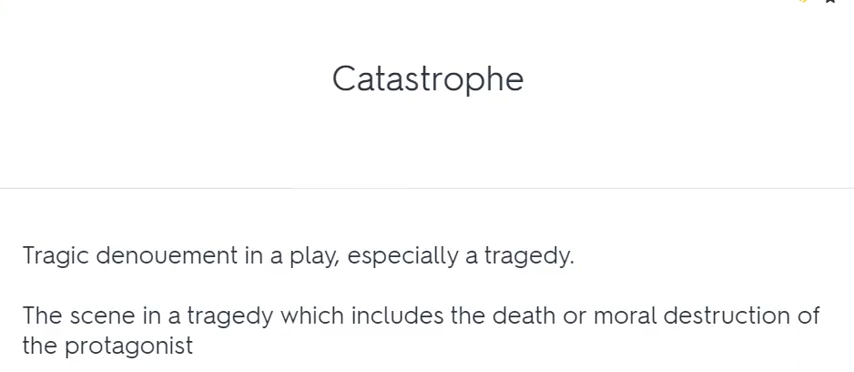 Catastrophe
Tragic denouement in a play, especially a tragedy.
The scene in a tragedy which includes the death or moral destruction of
the protagonist